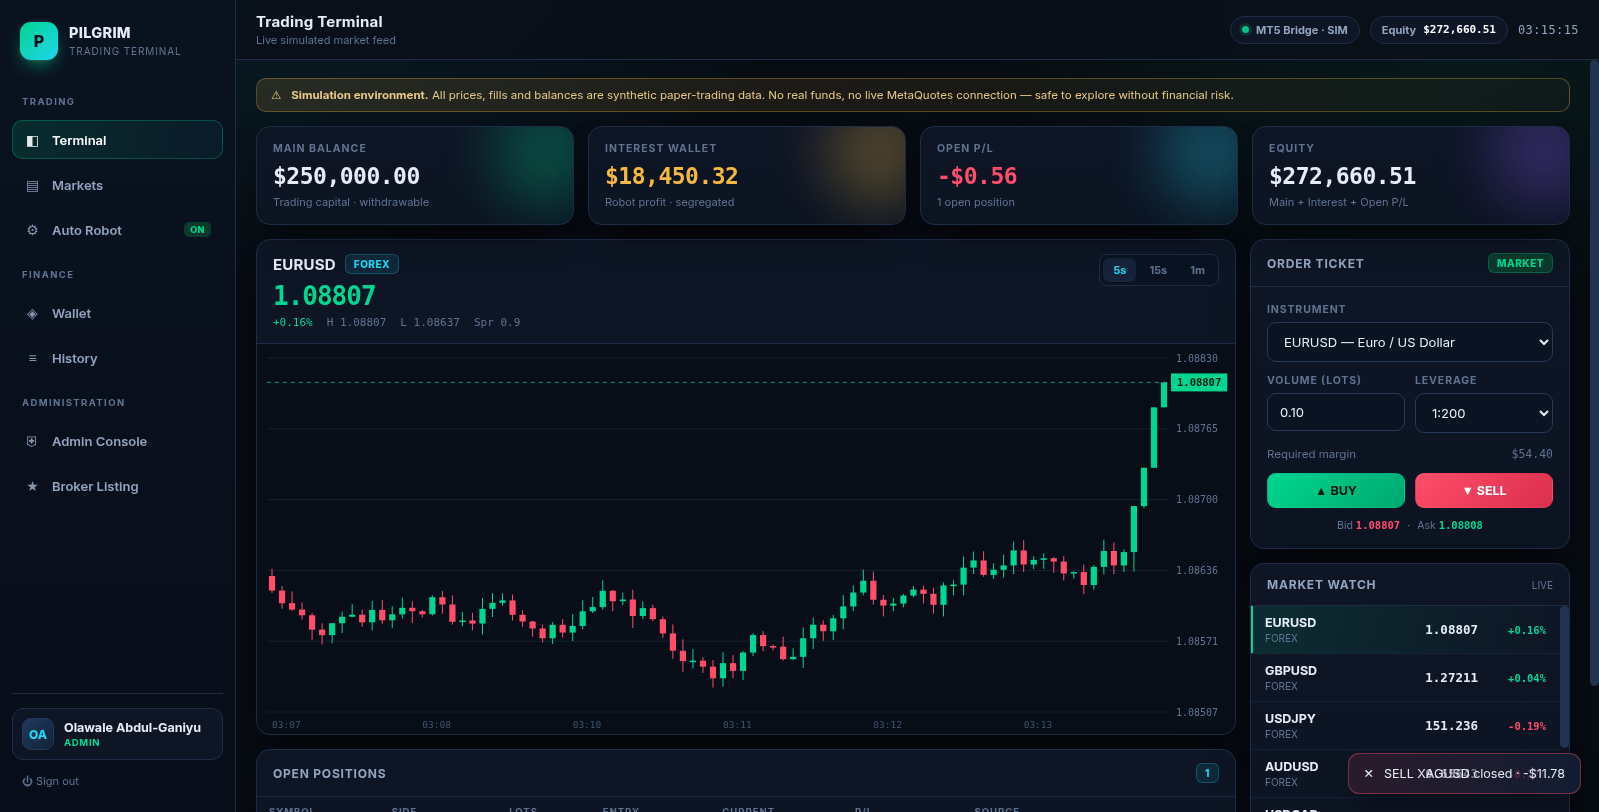 P
PILGRIM
TRADING TERMINAL
TRADING
Terminal
Markets
Auto Robot ON
FINANCE
Wallet
History
ADMINISTRATION
Admin Console
Broker Listing
OA
Olawale Abdul-Ganiyu
ADMIN
Sign out
Trading Terminal
Live simulated market feed
MT5 Bridge · SIM
Equity $272,660.51
03:15:15
⚠ Simulation environment. All prices, fills and balances are synthetic paper-trading data. No real funds, no live MetaQuotes connection — safe to explore without financial risk.
MAIN BALANCE
$250,000.00
Trading capital · withdrawable
INTEREST WALLET
$18,450.32
Robot profit · segregated
OPEN P/L
-$0.56
1 open position
EQUITY
$272,660.51
Main + Interest + Open P/L
EURUSD FOREX
1.08807
+0.16% H 1.08807 L 1.08637 Spr 0.9
5s 15s 1m
1.08830
1.08807
1.08765
1.08700
1.08636
1.08571
1.08507
03:07 03:08 03:10 03:11 03:12 03:13
OPEN POSITIONS 1
SYMBOL SIDE LOTS ENTRY CURRENT P/L SOURCE
ORDER TICKET MARKET
INSTRUMENT
EURUSD — Euro / US Dollar
VOLUME (LOTS) LEVERAGE
0.10 1:200
Required margin $54.40
▲ BUY ▼ SELL
Bid 1.08807 · Ask 1.08808
MARKET WATCH LIVE
EURUSD
FOREX
1.08807 +0.16%
GBPUSD
FOREX
1.27211 +0.04%
USDJPY
FOREX
151.236 -0.19%
AUDUSD
FOREX
✕ SELL XAGUSD closed · -$11.78
USDCAD